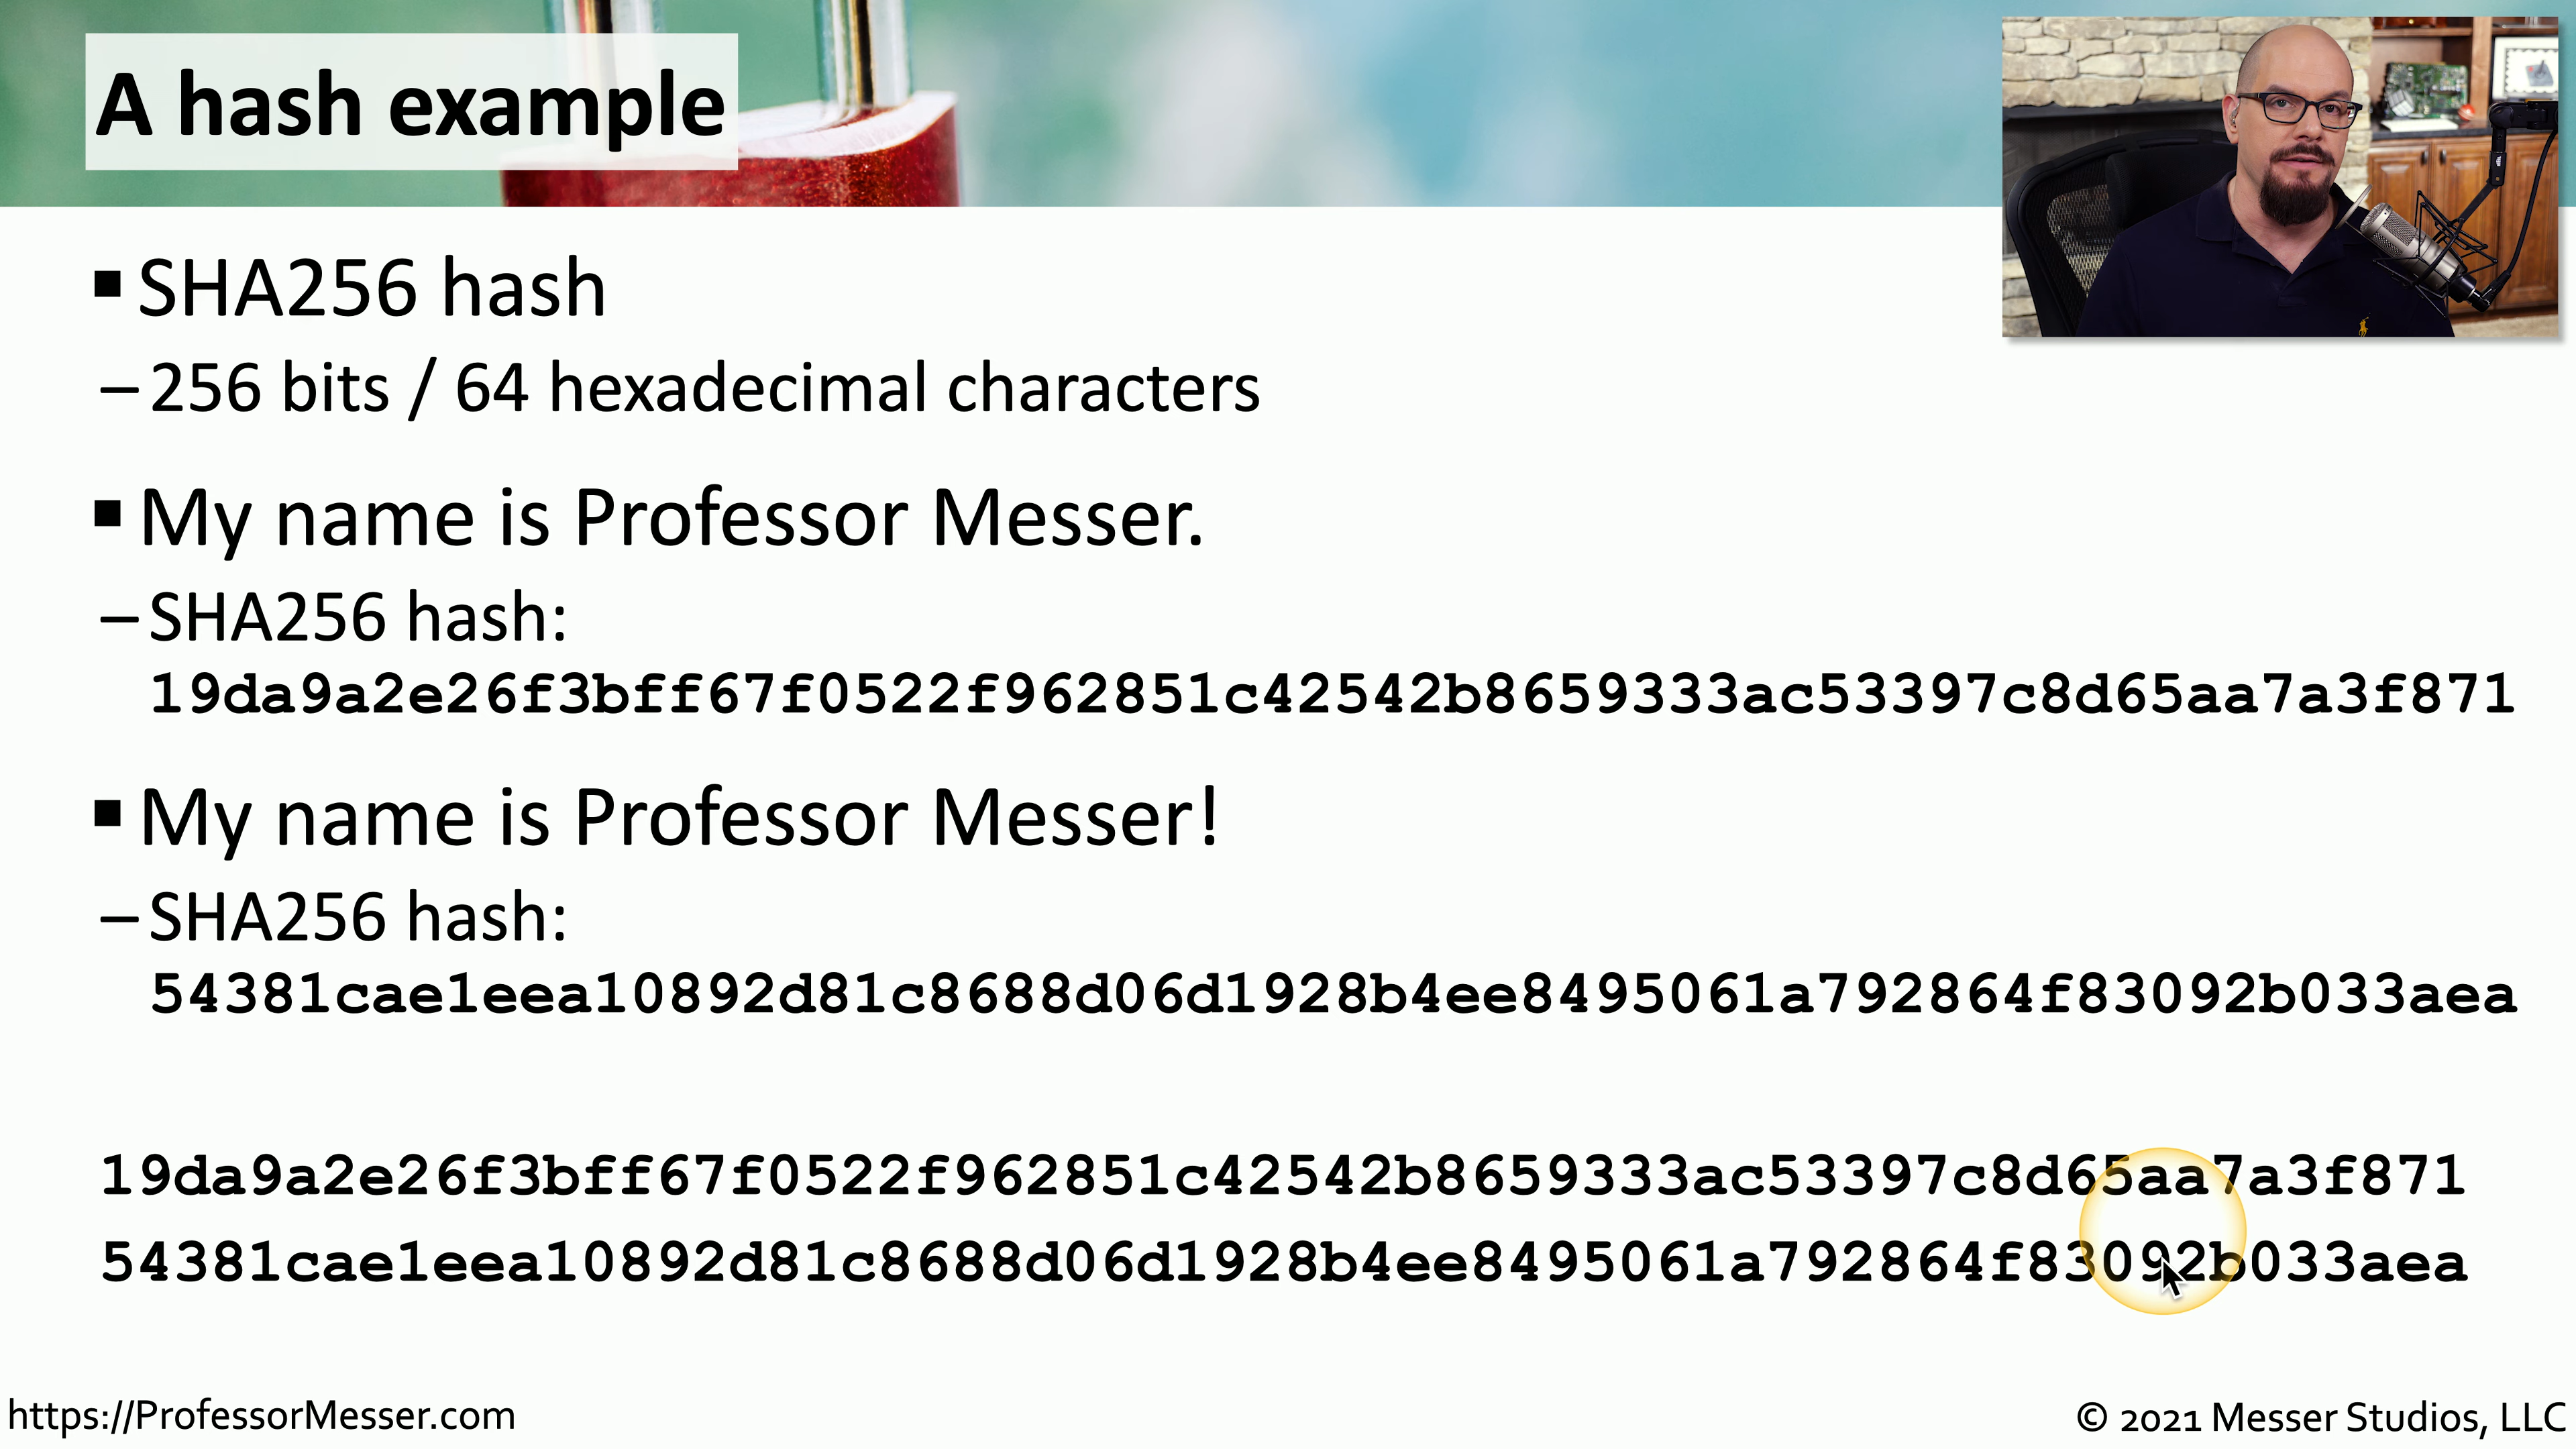 A hash example
▪ SHA256 hash
– 256 bits / 64 hexadecimal characters
▪ My name is Professor Messer.
– SHA256 hash:
19da9a2e26f3bff67f0522f962851c42542b8659333ac53397c8d65aa7a3f871
▪ My name is Professor Messer!
– SHA256 hash:
54381cae1eea10892d81c8688d06d1928b4ee8495061a792864f83092b033aea
19da9a2e26f3bff67f0522f962851c42542b8659333ac53397c8d65aa7a3f871
54381cae1eea10892d81c8688d06d1928b4ee8495061a792864f83092b033aea
https://ProfessorMesser.com
© 2021 Messer Studios, LLC